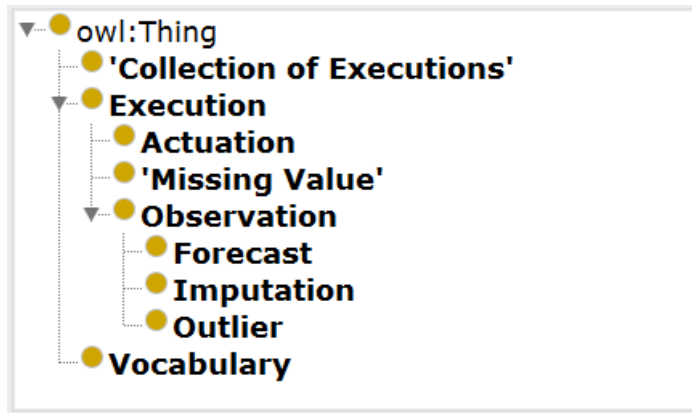 owl:Thing
'Collection of Executions'
Execution
Actuation
'Missing Value'
Observation
Forecast
Imputation
Outlier
Vocabulary